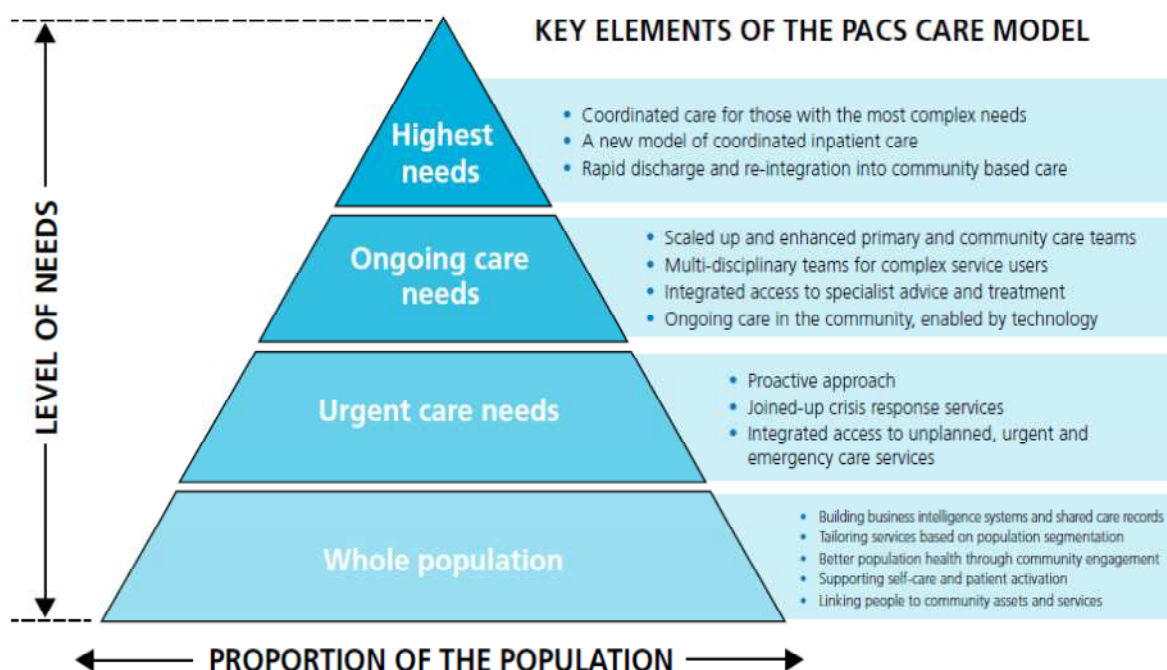 KEY ELEMENTS OF THE PACS CARE MODEL
LEVEL OF NEEDS
Highest
needs
• Coordinated care for those with the most complex needs
• A new model of coordinated inpatient care
• Rapid discharge and re-integration into community based care
Ongoing care
needs
• Scaled up and enhanced primary and community care teams
• Multi-disciplinary teams for complex service users
• Integrated access to specialist advice and treatment
• Ongoing care in the community, enabled by technology
Urgent care needs
• Proactive approach
• Joined-up crisis response services
• Integrated access to unplanned, urgent and
emergency care services
Whole population
• Building business intelligence systems and shared care records
• Tailoring services based on population segmentation
• Better population health through community engagement
• Supporting self-care and patient activation
• Linking people to community assets and services
PROPORTION OF THE POPULATION